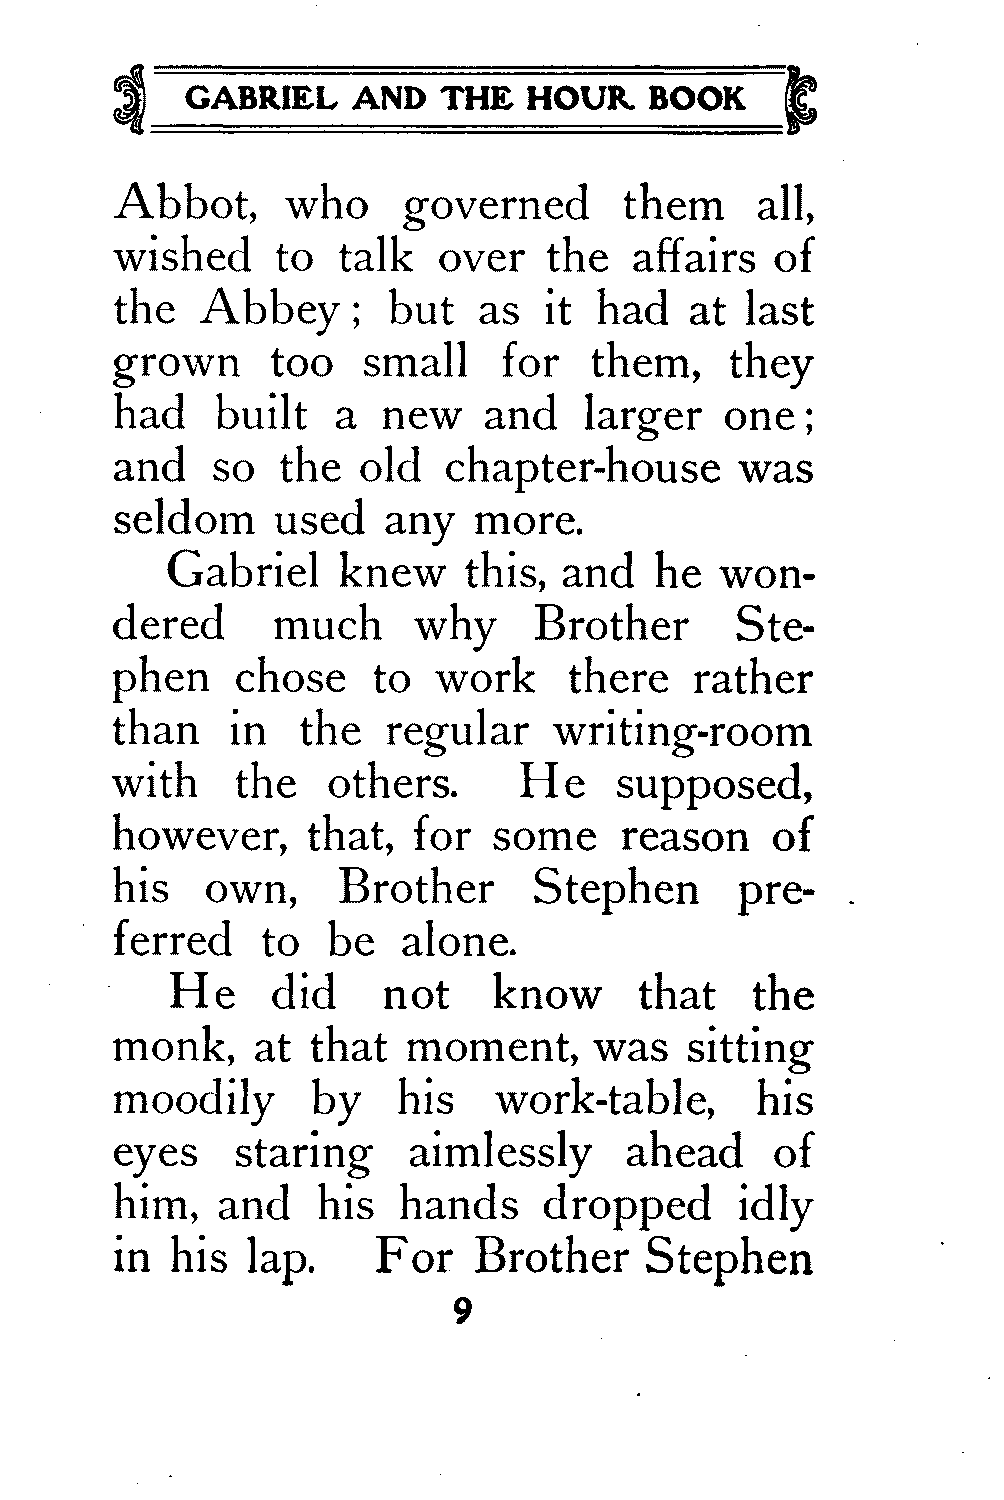 GABRIEL AND THE HOUR BOOK
Abbot, who governed them all,
wished to talk over the affairs of
the Abbey; but as it had at last
grown too small for them, they
had built a new and larger one;
and so the old chapter-house was
seldom used any more.
Gabriel knew this, and he won-
dered much why Brother Ste-
phen chose to work there rather
than in the regular writing-room
with the others. He supposed,
however, that, for some reason of
his own, Brother Stephen pre-
ferred to be alone.
He did not know that the
monk, at that moment, was sitting
moodily by his work-table, his
eyes staring aimlessly ahead of
him, and his hands dropped idly
in his lap. For Brother Stephen
9